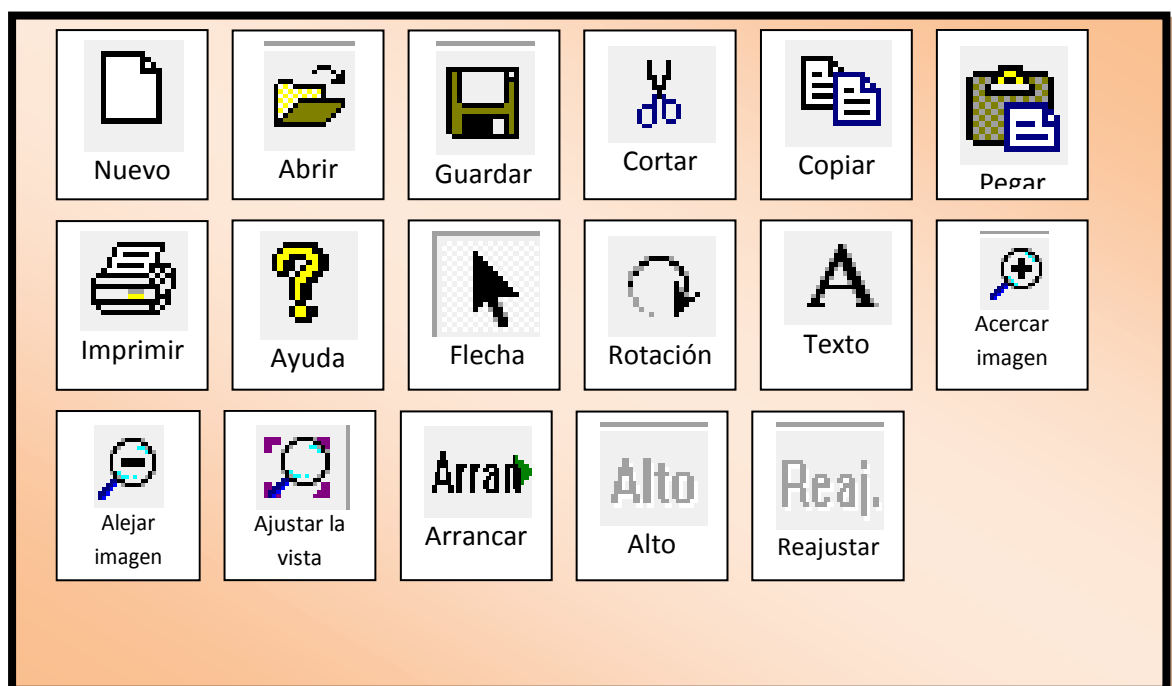 Nuevo
Abrir
Guardar
Cortar
Copiar
Pegar
Imprimir
Ayuda
A
Flecha
Rotación
Texto
Acercar
imagen
Alejar
imagen
Ajustar la
vista
Arran
Arrancar
Alto
Alto
Reaj.
Reajustar